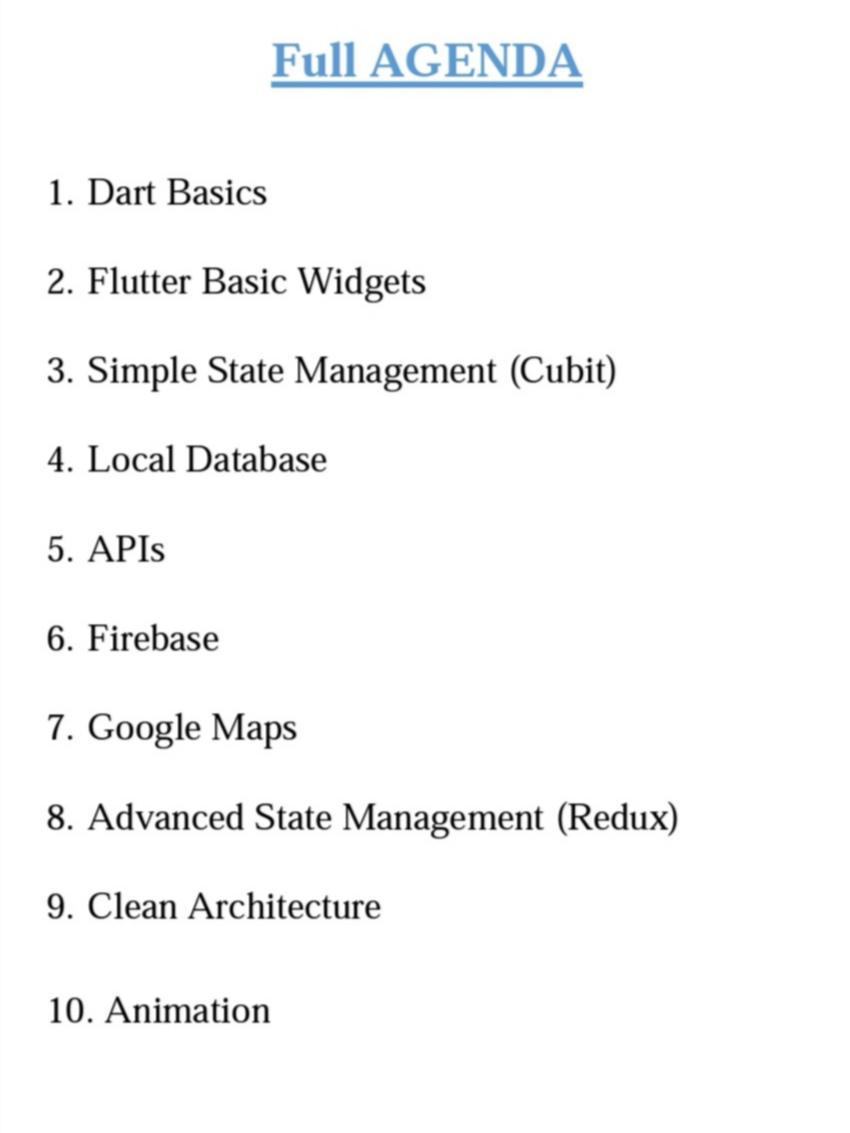 Full AGENDA
1. Dart Basics
2. Flutter Basic Widgets
3. Simple State Management (Cubit)
4. Local Database
5. APIs
6. Firebase
7. Google Maps
8. Advanced State Management (Redux)
9. Clean Architecture
10. Animation